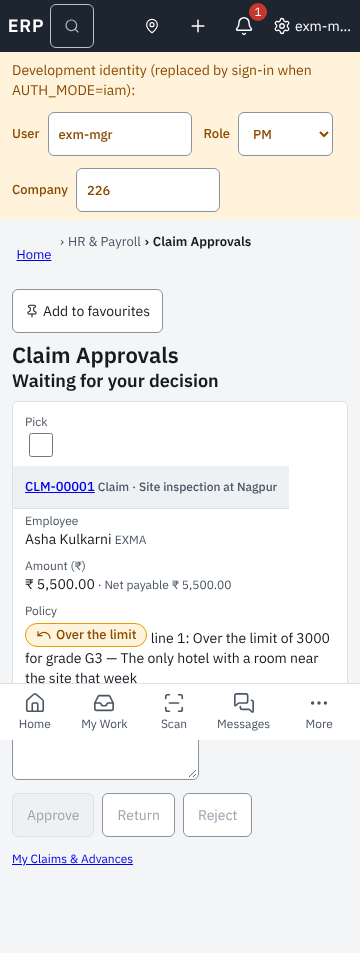 ERP
1
exm-m...
Development identity (replaced by sign-in when
AUTH_MODE=iam):
User exm-mgr Role PM
Company 226
Home › HR & Payroll › Claim Approvals
Add to favourites
Claim Approvals
Waiting for your decision
Pick
CLM-00001 Claim · Site inspection at Nagpur
Employee
Asha Kulkarni EXMA
Amount (₹)
₹ 5,500.00 · Net payable ₹ 5,500.00
Policy
Over the limit line 1: Over the limit of 3000
for grade G3 — The only hotel with a room near
the site that week
Home My Work Scan Messages More
Approve Return Reject
My Claims & Advances